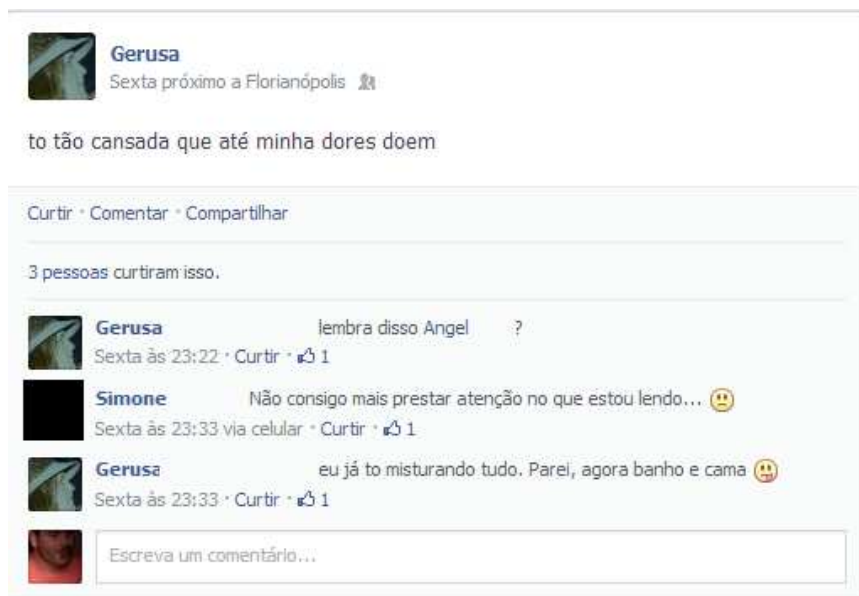 Gerusa
Sexta próximo a Florianópolis
to tão cansada que até minha dores doem
Curtir · Comentar · Compartilhar
3 pessoas curtiram isso.
Gerusa lembra disso Angel ?
Sexta às 23:22 · Curtir · 1
Simone Não consigo mais prestar atenção no que estou lendo...
Sexta às 23:33 via celular · Curtir · 1
Gerusa eu já to misturando tudo. Parei, agora banho e cama
Sexta às 23:33 · Curtir · 1
Escreva um comentário...